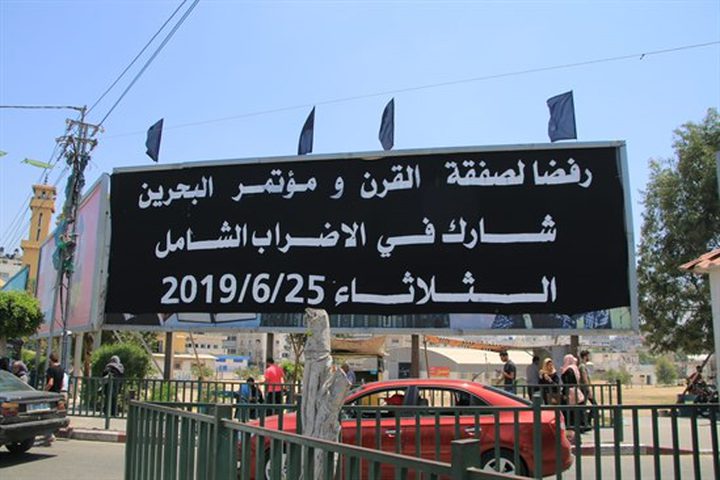 رفضا لصفقة القرن و مؤتمر البحرين
شارك في الاضراب الشامل
الثلاثاء 2019/6/25